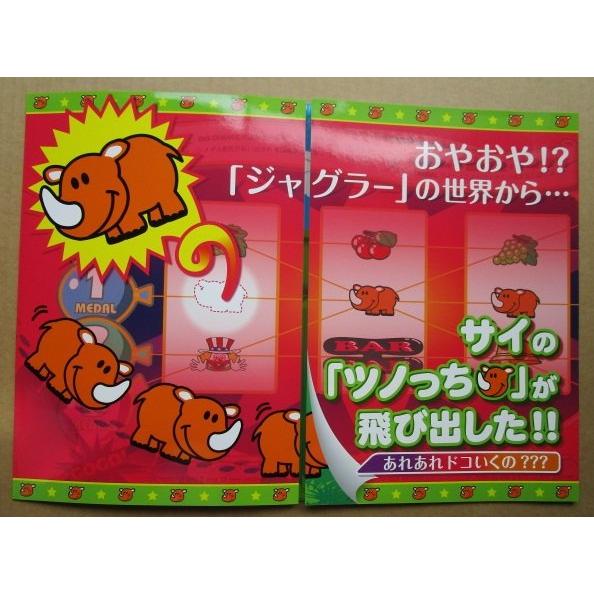 おやおや!?
「ジャグラー」の世界から…
1
MEDAL
BAR
サイの
「ツノっち」が
飛び出した!!
あれあれドコいくの???